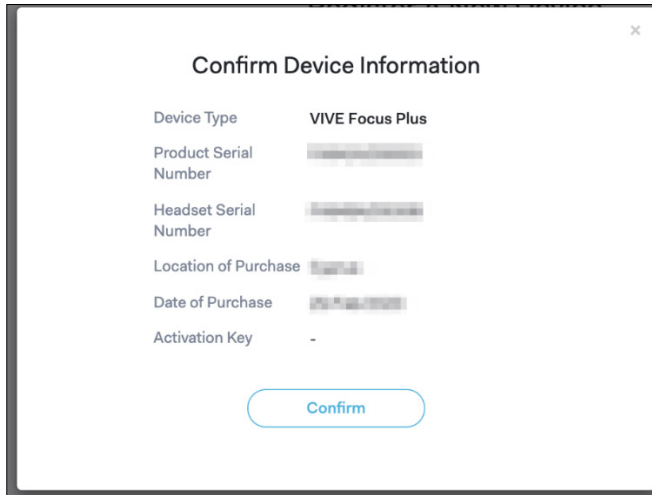 Confirm Device Information
Device Type VIVE Focus Plus
Product Serial
Number
Headset Serial
Number
Location of Purchase
Date of Purchase
Activation Key -
Confirm